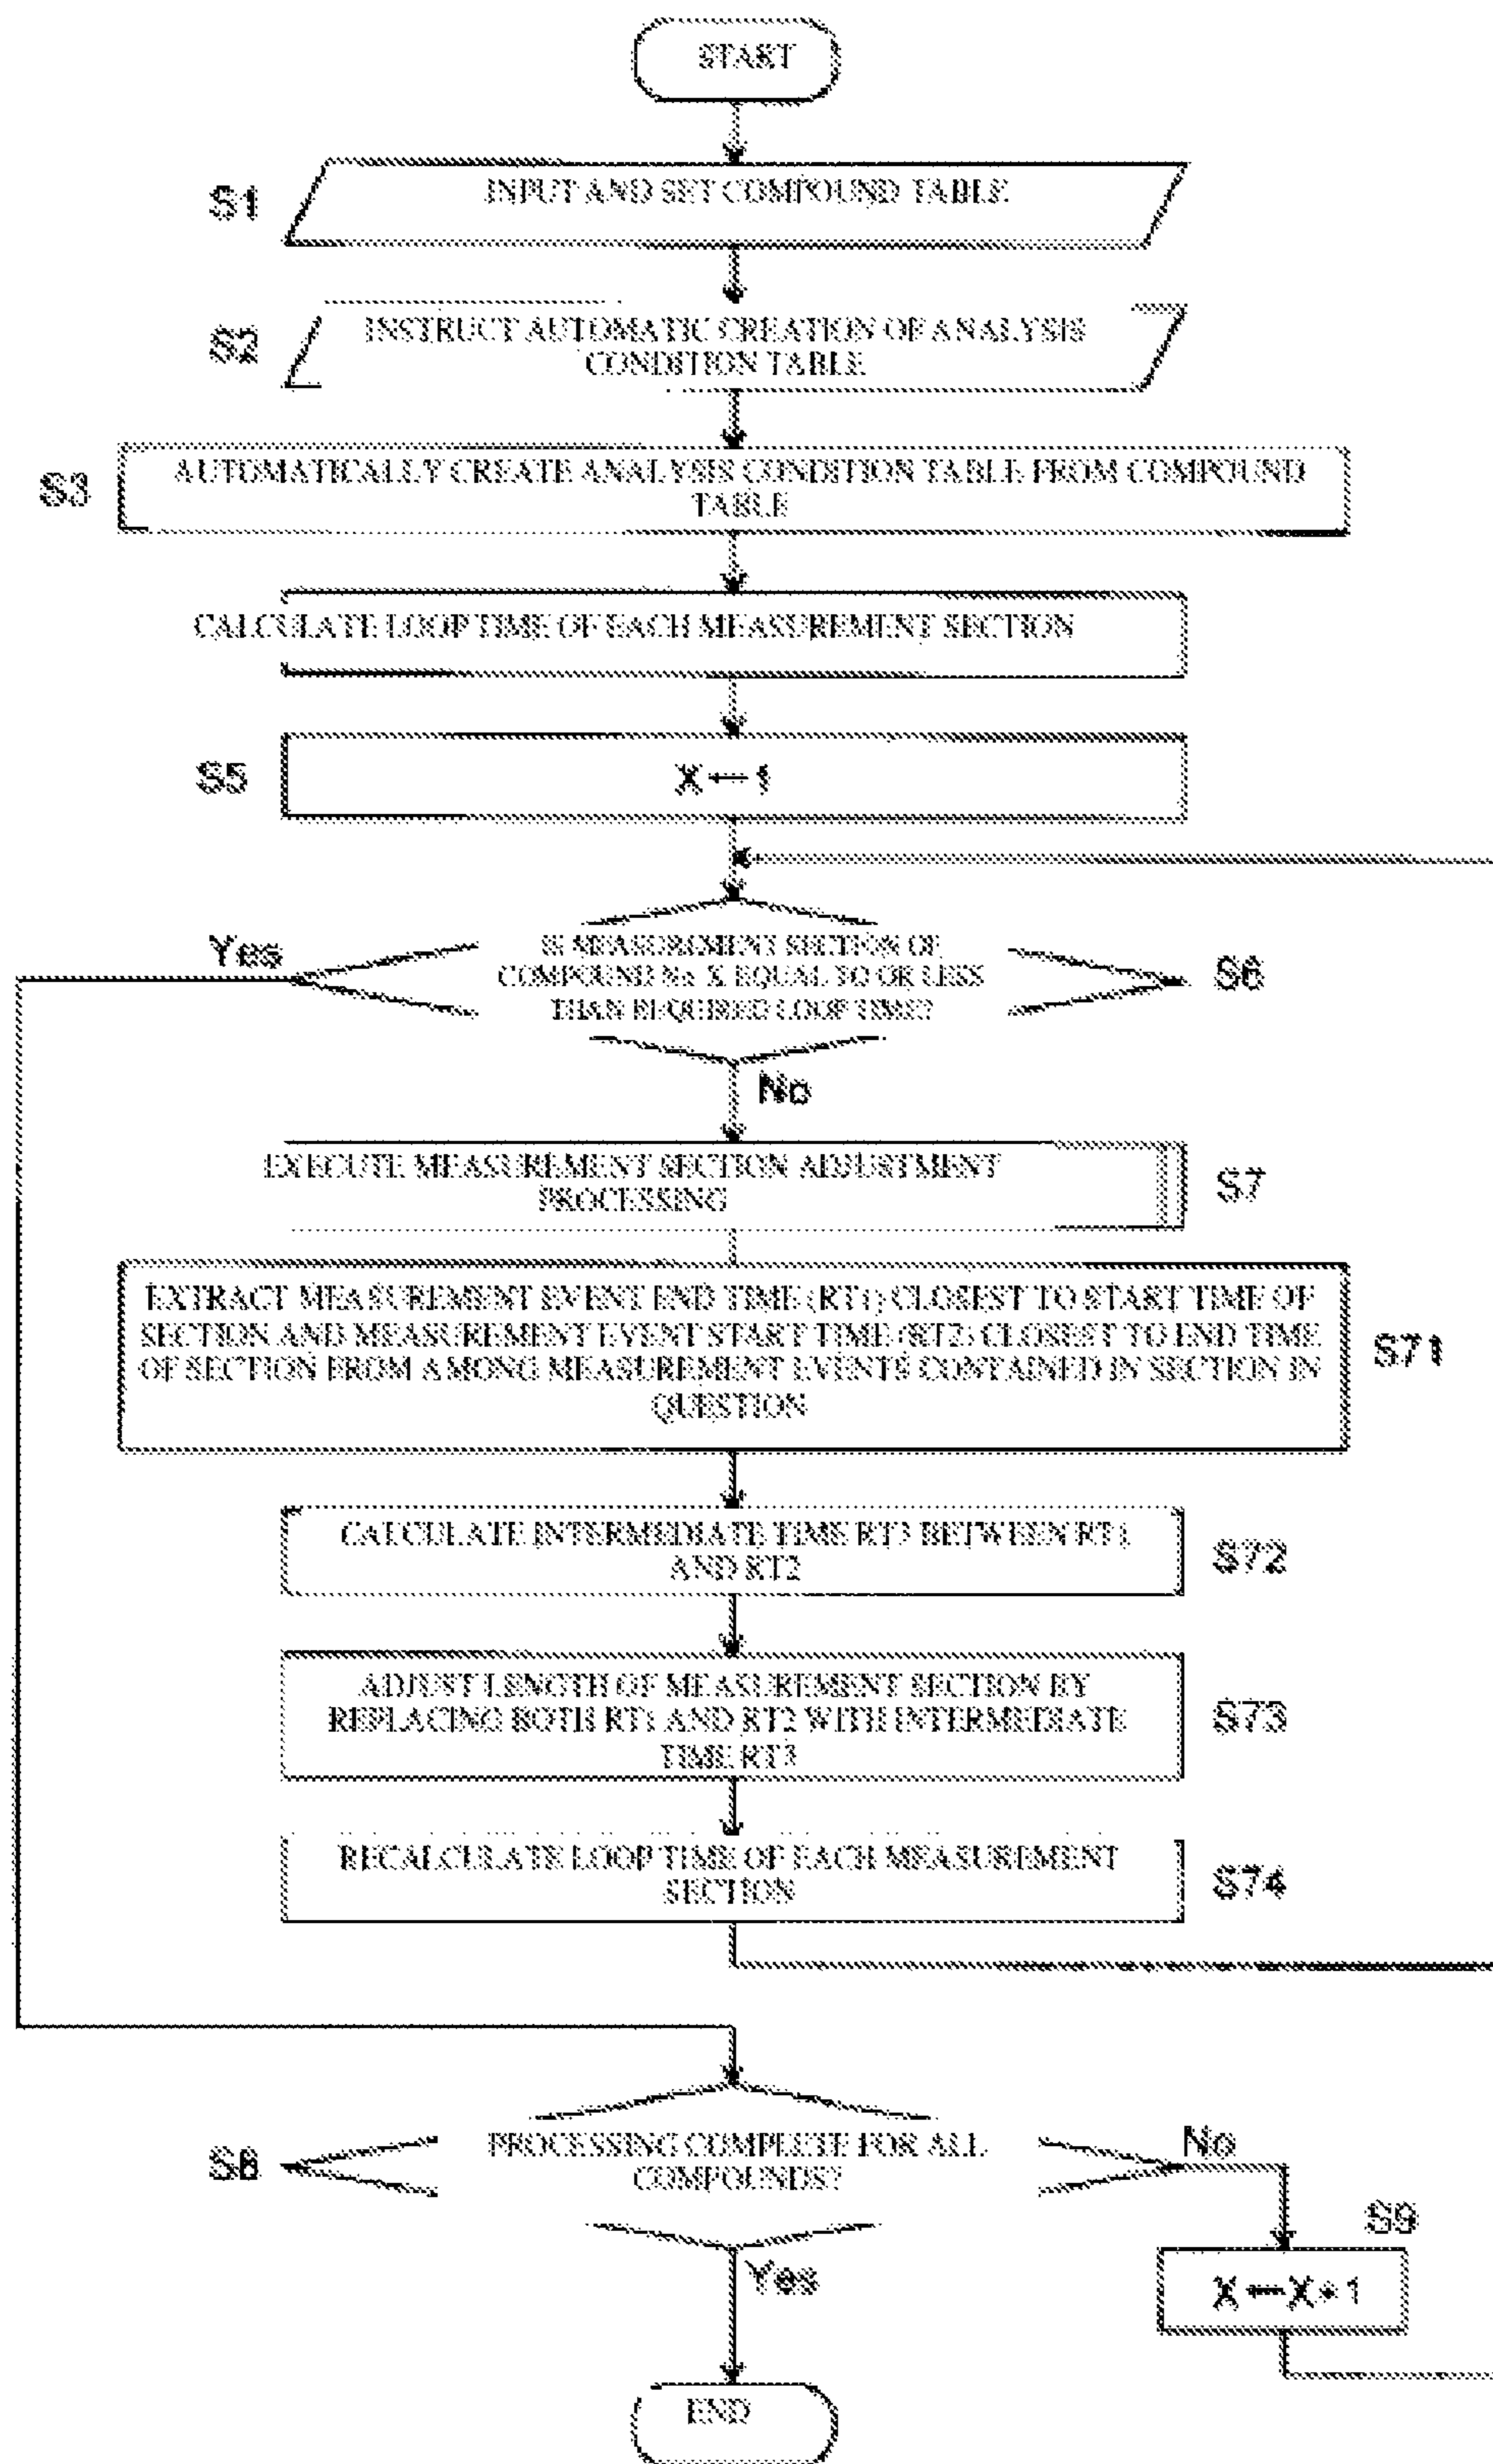 START
S1
INPUT AND SET COMPOUND TABLE
S2
INSTRUCT AUTOMATIC CREATION OF ANALYSIS
CONDITION TABLE
S3
AUTOMATICALLY CREATE ANALYSIS CONDITION TABLE FROM COMPOUND
TABLE
CALCULATE LOOP TIME OF EACH MEASUREMENT SECTION
S5
X ← 1
Yes
IS MEASUREMENT SECTION OF
COMPOUND No. X EQUAL TO OR LESS
THAN REQUIRED LOOP TIME?
S6
No
EXECUTE MEASUREMENT SECTION ADJUSTMENT
PROCESSING
S7
EXTRACT MEASUREMENT EVENT END TIME (RT1) CLOSEST TO START TIME OF
SECTION AND MEASUREMENT EVENT START TIME (RT2) CLOSEST TO END TIME
OF SECTION FROM AMONG MEASUREMENT EVENTS CONTAINED IN SECTION IN
QUESTION
S71
CALCULATE INTERMEDIATE TIME RT3 BETWEEN RT1
AND RT2
S72
ADJUST LENGTH OF MEASUREMENT SECTION BY
REPLACING BOTH RT1 AND RT2 WITH INTERMEDIATE
TIME RT3
S73
RECALCULATE LOOP TIME OF EACH MEASUREMENT
SECTION
S74
S8
PROCESSING COMPLETE FOR ALL
COMPOUNDS?
No
S9
X ← X + 1
Yes
END